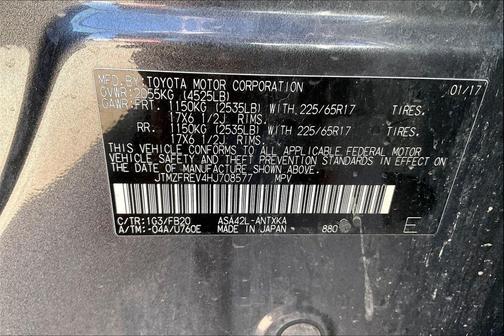 MFD.BY: TOYOTA MOTOR CORPORATION 01/17
GVWR: 2055KG (4525LB)
GAWR: FRT. 1150KG (2535LB) WITH 225/65R17 TIRES.
17X6 1/2J RIMS.
RR. 1150KG (2535LB) WITH 225/65R17 TIRES.
17X6 1/2J RIMS.
THIS VEHICLE CONFORMS TO ALL APPLICABLE FEDERAL MOTOR
VEHICLE SAFETY AND THEFT PREVENTION STANDARDS IN EFFECT ON
THE DATE OF MANUFACTURE SHOWN ABOVE.
JTMZFREV4HJ708577 MPV
C/TR: 1G3/FB20 ASA42L-ANTXKA
A/TM: -04A/U760E MADE IN JAPAN 880 E